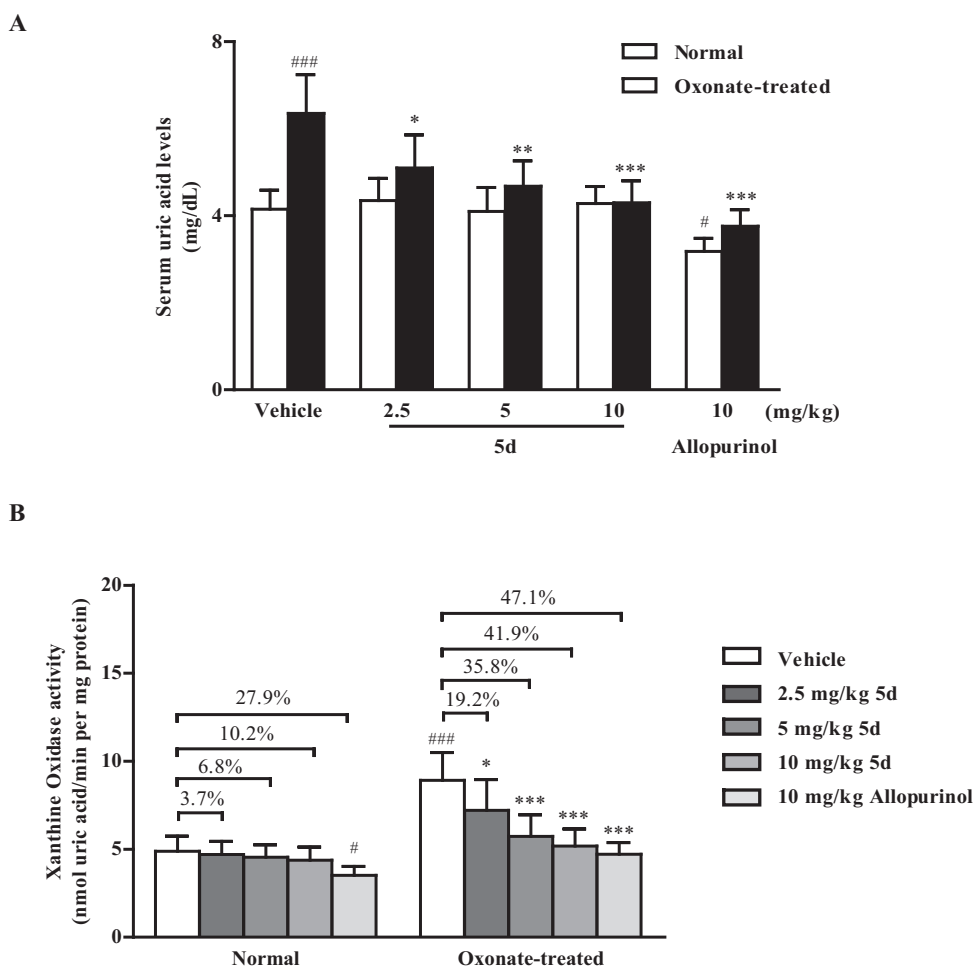 A
8
4
0
Serum uric acid levels
(mg/dL)
###
*
**
***
#
***
Normal
Oxonate-treated
Vehicle 2.5 5 10 10 (mg/kg)
5d Allopurinol
B
20
15
10
5
0
Xanthine Oxidase activity
(nmol uric acid/min per mg protein)
27.9%
10.2%
6.8%
3.7%
#
47.1%
41.9%
35.8%
19.2%
###
*
***
***
***
Vehicle
2.5 mg/kg 5d
5 mg/kg 5d
10 mg/kg 5d
10 mg/kg Allopurinol
Normal Oxonate-treated